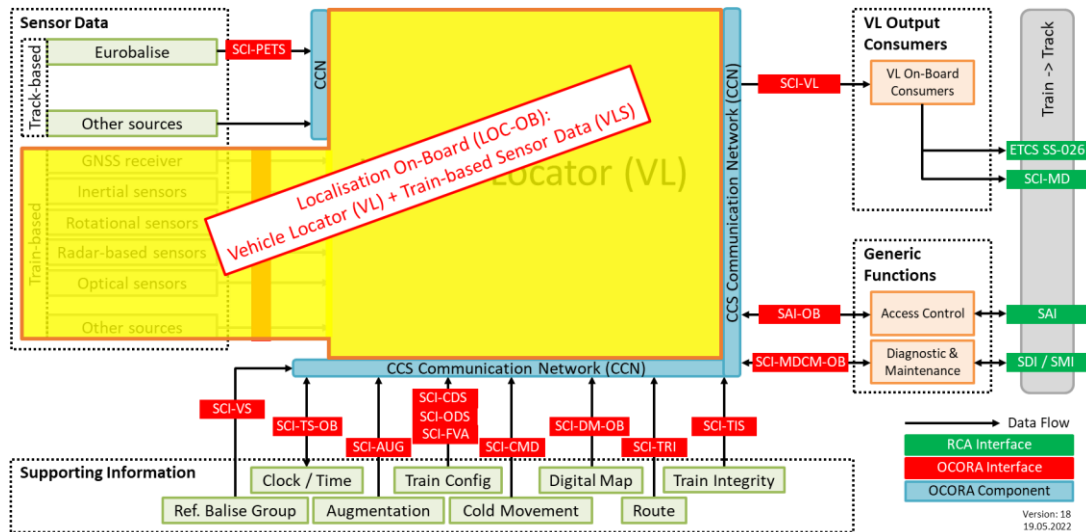 Sensor Data
Track-based
Eurobalise
SCI-PETS
Other sources
CCN
Train-based
GNSS receiver
Inertial sensors
Rotational sensors
Radar-based sensors
Optical sensors
Other sources
Locator (VL)
Localisation On-Board (LOC-OB):
Vehicle Locator (VL) + Train-based Sensor Data (VLS)
CCS Communication Network (CCN)
CCS Communication Network (CCN)
VL Output
Consumers
SCI-VL
VL On-Board
Consumers
Train -> Track
ETCS SS-026
SCI-MD
Generic
Functions
SAI-OB
Access Control
SAI
SCI-MDCM-OB
Diagnostic &
Maintenance
SDI / SMI
SCI-VS
SCI-TS-OB
SCI-AUG
SCI-CDS
SCI-ODS
SCI-FVA
SCI-CMD
SCI-DM-OB
SCI-TRI
SCI-TIS
Supporting Information
Clock / Time
Train Config
Digital Map
Train Integrity
Ref. Balise Group
Augmentation
Cold Movement
Route
Data Flow
RCA Interface
OCORA Interface
OCORA Component
Version: 18
19.05.2022